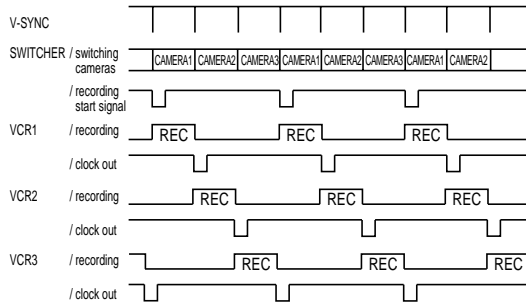 V-SYNC
SWITCHER / switching cameras
CAMERA1 CAMERA2 CAMERA3 CAMERA1 CAMERA2 CAMERA3 CAMERA1 CAMERA2
/ recording start signal
VCR1 / recording REC REC REC
/ clock out
VCR2 / recording REC REC REC
/ clock out
VCR3 / recording REC REC REC
/ clock out